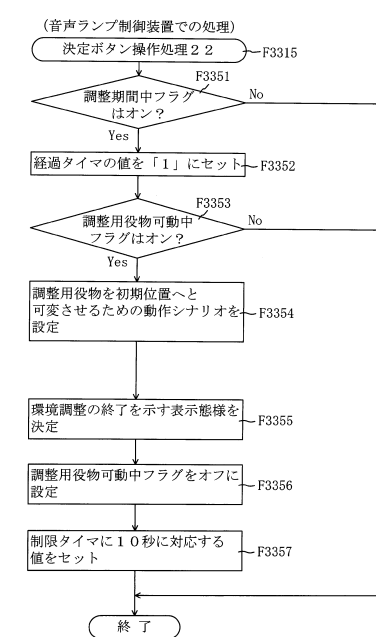 (音声ランプ制御装置での処理)
決定ボタン操作処理２２
F3315
F3351
調整期間中フラグ
はオン？
No
Yes
経過タイマの値を「１」にセット
F3352
F3353
調整用役物可動中
フラグはオン？
No
Yes
調整用役物を初期位置へと
可変させるための動作シナリオを
設定
F3354
環境調整の終了を示す表示態様を
決定
F3355
調整用役物可動中フラグをオフに
設定
F3356
制限タイマに１０秒に対応する
値をセット
F3357
終 了